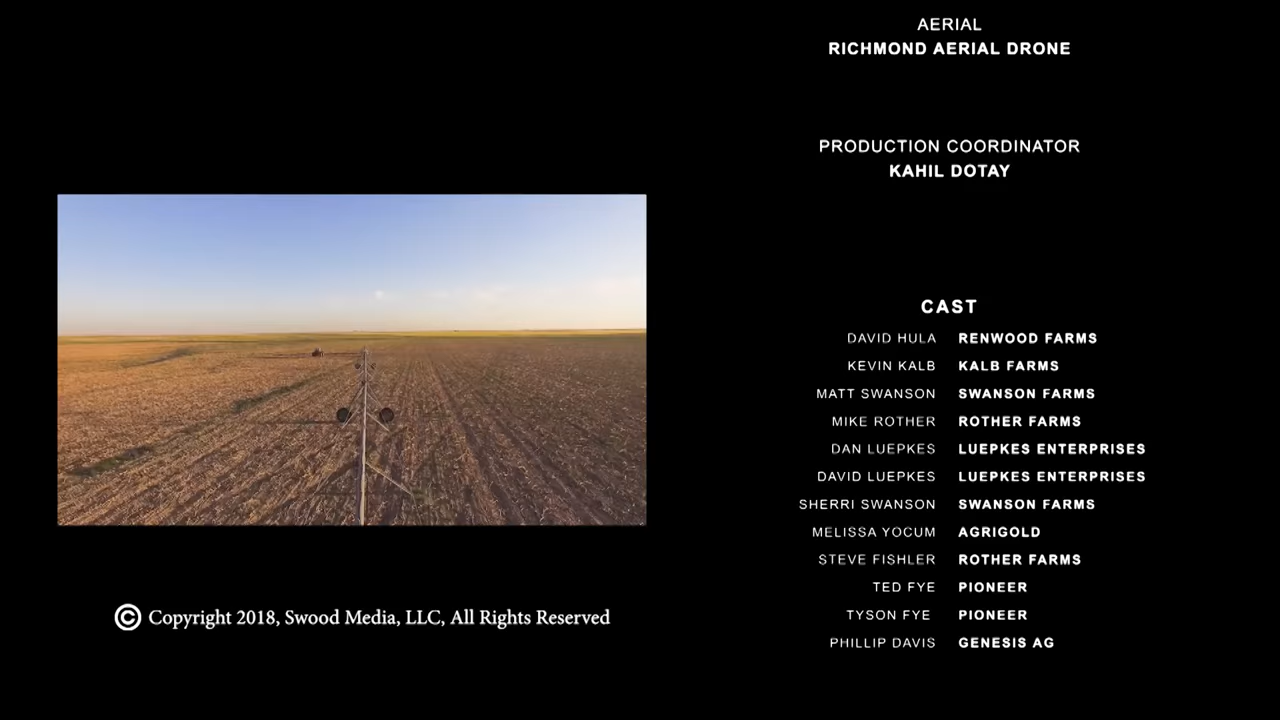 AERIAL
RICHMOND AERIAL DRONE
PRODUCTION COORDINATOR
KAHIL DOTAY
CAST
DAVID HULA RENWOOD FARMS
KEVIN KALB KALB FARMS
MATT SWANSON SWANSON FARMS
MIKE ROTHER ROTHER FARMS
DAN LUEPKES LUEPKES ENTERPRISES
DAVID LUEPKES LUEPKES ENTERPRISES
SHERRI SWANSON SWANSON FARMS
MELISSA YOCUM AGRIGOLD
STEVE FISHLER ROTHER FARMS
TED FYE PIONEER
TYSON FYE PIONEER
PHILLIP DAVIS GENESIS AG
© Copyright 2018, Swood Media, LLC, All Rights Reserved